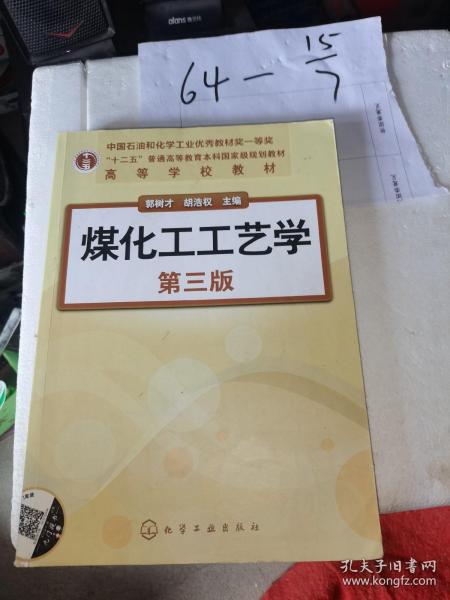 ofans
64 — 15/7
中国石油和化学工业优秀教材奖一等奖
“十二五”普通高等教育本科国家级规划教材
高等学校教材
郭树才 胡浩权 主编
煤化工工艺学
第三版
化学工业出版社
孔夫子旧书网
www.kongfz.com